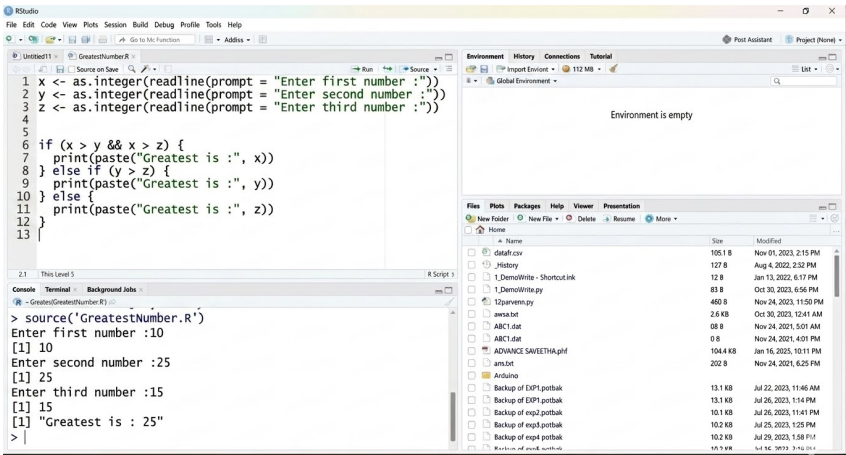 RStudio
File Edit Code View Plots Session Build Debug Profile Tools Help
Go to Mc Function
Addiss
Post Assistant
Project (None)
Untitled11
GreatestNumber.R
Source on Save
Run
Source
1 x <- as.integer(readline(prompt = "Enter first number :"))
2 y <- as.integer(readline(prompt = "Enter second number :"))
3 z <- as.integer(readline(prompt = "Enter third number :"))
4
5
6 if (x > y && x > z) {
7 print(paste("Greatest is :", x))
8 } else if (y > z) {
9 print(paste("Greatest is :", y))
10 } else {
11 print(paste("Greatest is :", z))
12 }
13
2.1 This Level 5 R Script
Console Terminal Background Jobs
R - Greates(GreatestNumber.R')
> source('GreatestNumber.R')
Enter first number :10
[1] 10
Enter second number :25
[1] 25
Enter third number :15
[1] 15
[1] "Greatest is : 25"
>
Environment History Connections Tutorial
Import Enviont
112 MB
List
R
Global Environment
Environment is empty
Files Plots Packages Help Viewer Presentation
New Folder New File Delete Resume More
Home
Name Size Modified
datafr.csv 105.1 B Nov 01, 2023, 2:15 PM
_History 127 B Aug 4, 2022, 2:32 PM
1_DemoWrite - Shortcut.ink 12 8 Jan 13, 2022, 6:17 PM
1_DemoWrite.py 83 B Oct 30, 2023, 6:56 PM
12parvenn.py 460 8 Nov 24, 2023, 11:50 PM
awsa.txt 2.6 KB Oct 30, 2023, 12:41 AM
ABC1.dat 08 8 Nov 24, 2021, 5:01 AM
ABC1.dat 0 8 Nov 24, 2021, 4:01 PM
ADVANCE SAVEETHA.phf 104.4 K8 Jan 16, 2025, 10:11 PM
ans.txt 202 8 Nov 24, 2021, 6.25 FM
Arduino
Backup of EXP1.potbak 13.1 KB Jul 22, 2023, 11:46 AM
Backup of EXP1.potbak 13.1 KB Jul 26, 2023, 1:14 PM
Backup of exp2.potbak 10.1 KB Jul 26, 2023, 11:41 PM
Backup of exp3.potbak 10.2 KB Jul 25, 2023, 1:25 PM
Backup of exp4.potbak 10.2 KB Jul 29, 2023, 1.58 PM